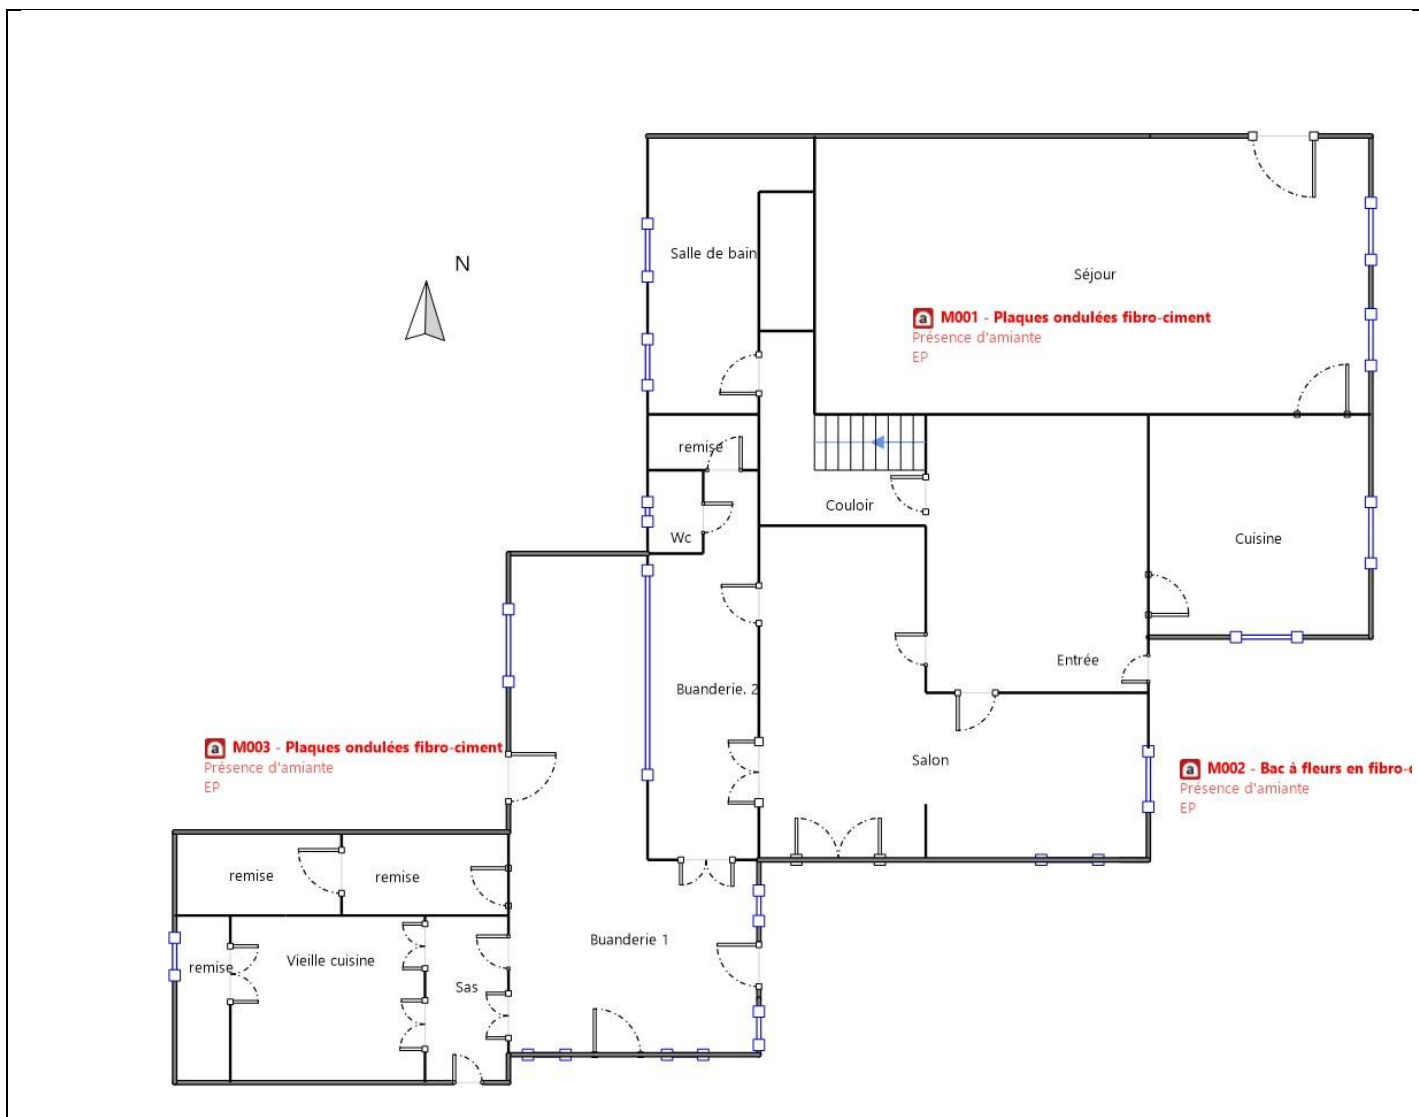 N
Salle de bain
Séjour
a M001 - Plaques ondulées fibro-ciment
Présence d'amiante
EP
remise
Couloir
Wc
Cuisine
Entrée
Buanderie. 2
a M003 - Plaques ondulées fibro-ciment
Présence d'amiante
EP
Salon
a M002 - Bac à fleurs en fibro-c
Présence d'amiante
EP
remise
remise
Buanderie 1
Vieille cuisine
remise
Sas